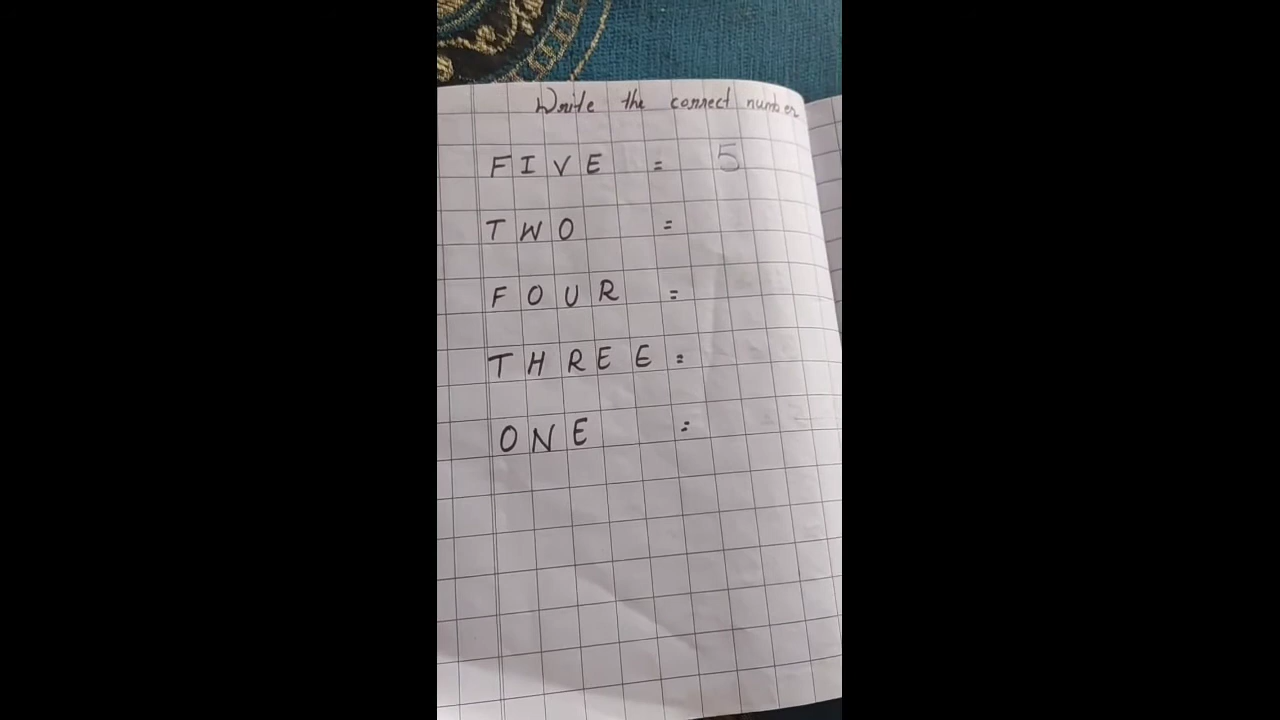 Write the correct number
FIVE = 5
TWO =
FOUR =
THREE =
ONE =